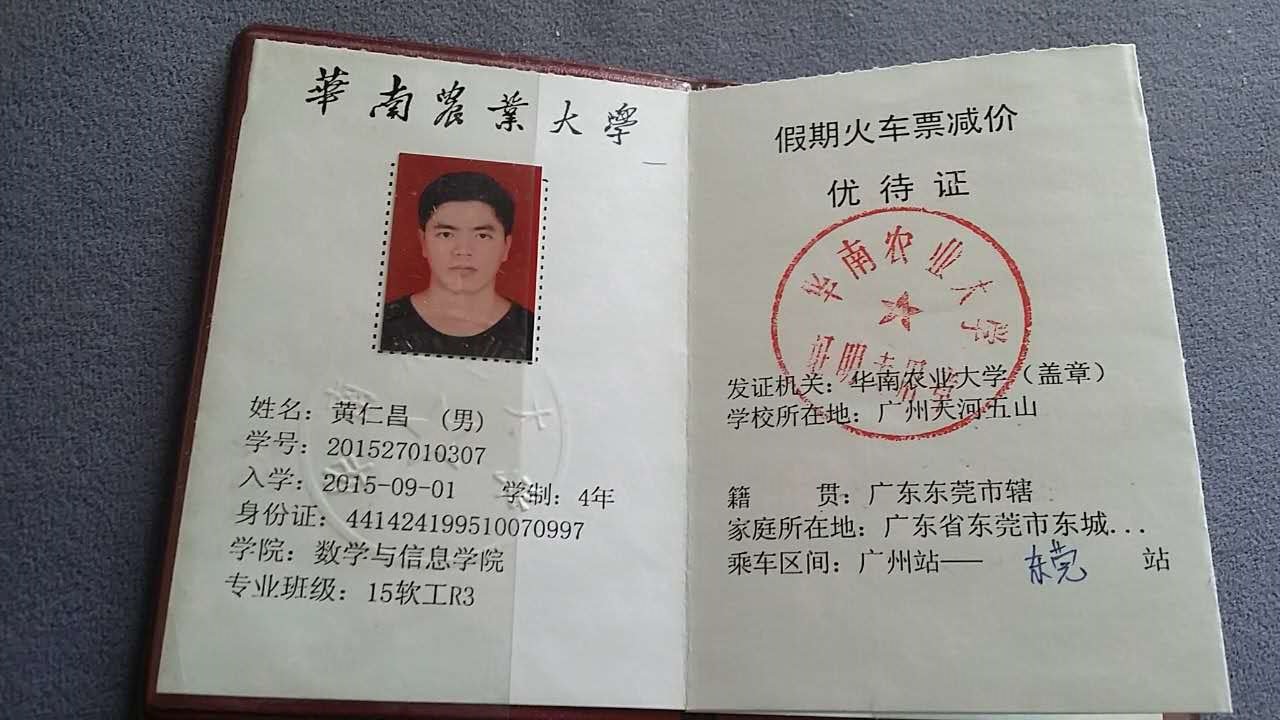 華南農業大學
姓名：黄仁昌 (男)
学号：201527010307
入学：2015-09-01 学制：4年
身份证：441424199510070997
学院：数学与信息学院
专业班级：15软工R3
假期火车票减价
优待证
华南农业大学
发证机关：华南农业大学（盖章）
学校所在地：广州天河五山
籍 贯：广东东莞市辖
家庭所在地：广东省东莞市东城...
乘车区间：广州站—— 东莞 站